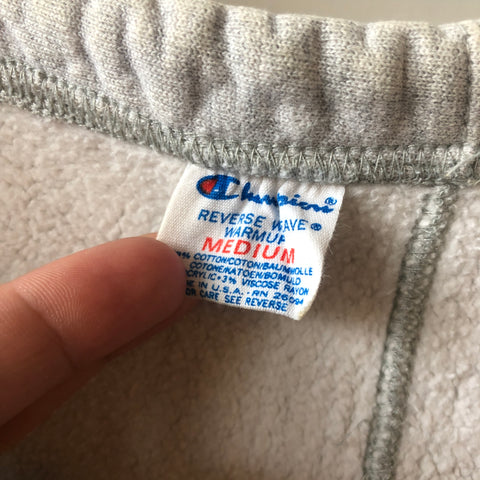 Champion®
REVERSE WAVE®
WARMUP
MEDIUM
% COTTON/COTON/BAUMWOLLE
COTONE/KATOEN/BOMULD
ACRYLIC•3% VISCOSE RAYON
IN U.S.A.-RN 26094
CARE SEE REVERSE